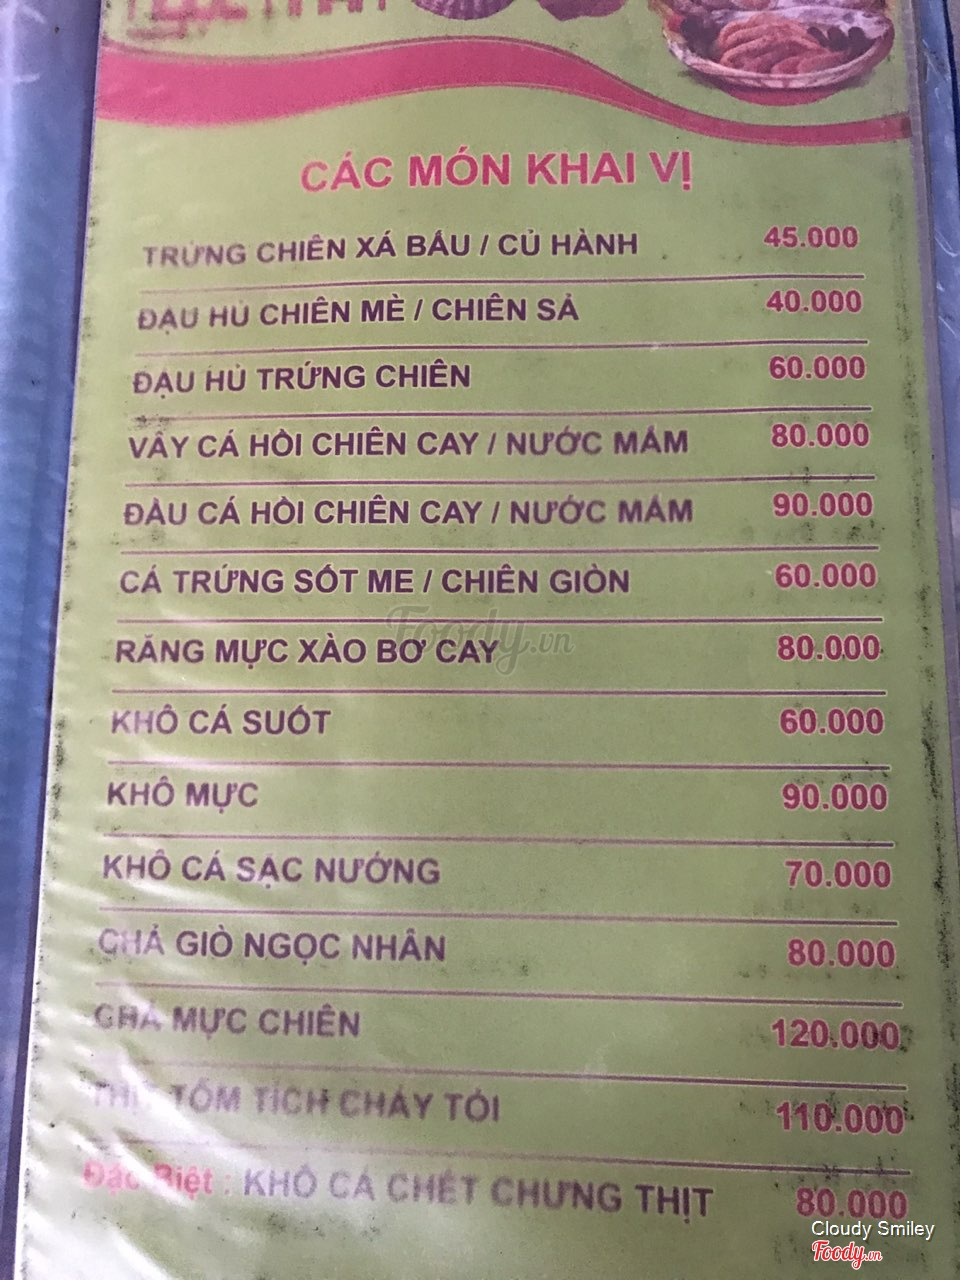 CÁC MÓN KHAI VỊ
TRỨNG CHIÊN XÁ BẤU / CỦ HÀNH 45.000
ĐẬU HỦ CHIÊN MÈ / CHIÊN SẢ 40.000
ĐẬU HỦ TRỨNG CHIÊN 60.000
VÂY CÁ HỒI CHIÊN CAY / NƯỚC MẮM 80.000
ĐẦU CÁ HỒI CHIÊN CAY / NƯỚC MẮM 90.000
CÁ TRỨNG SỐT ME / CHIÊN GIÒN 60.000
RĂNG MỰC XÀO BƠ CAY 80.000
KHÔ CÁ SUỐT 60.000
KHÔ MỰC 90.000
KHÔ CÁ SẠC NƯỚNG 70.000
CHẢ GIÒ NGỌC NHÂN 80.000
CHẢ MỰC CHIÊN 120.000
THỊT TÔM TÍCH CHÁY TỎI 110.000
Đặc Biệt : KHÔ CÁ CHÉT CHƯNG THỊT 80.000
Foody.vn
Cloudy Smiley
Foody.vn